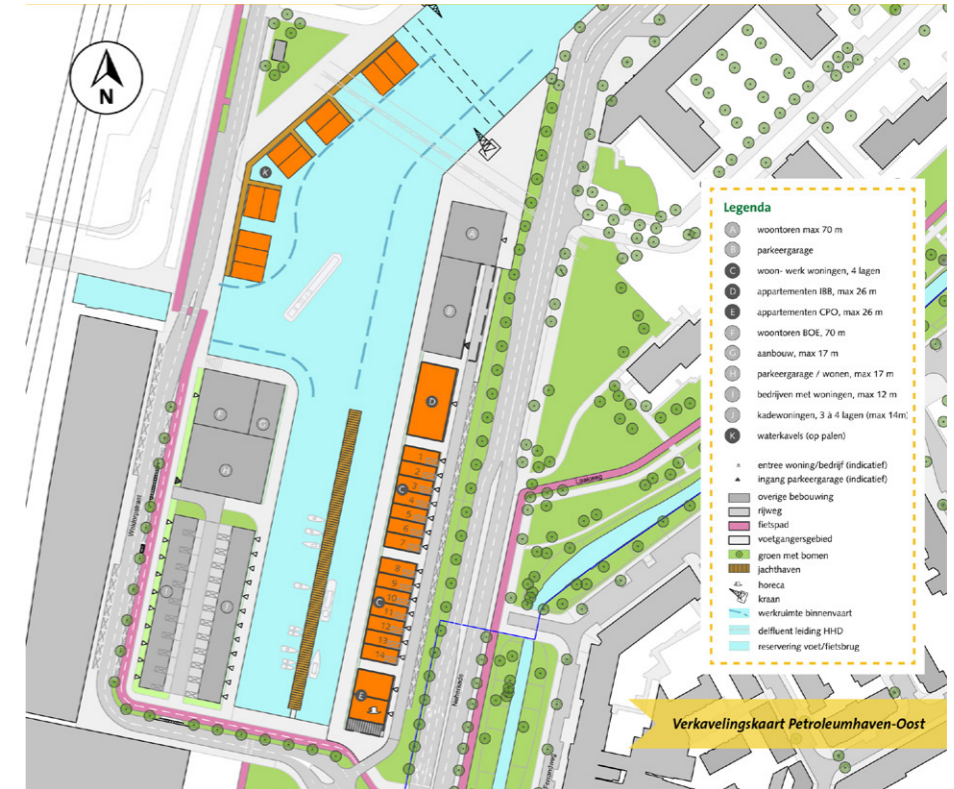 N
K
A
B
D
1
2
3
C
5
6
7
8
9
10
C
11
12
13
14
E
F
G
H
I
J
Laakweg
Waldorpstraat
Neherkade
Legenda
A woontoren max 70 m
B parkeergarage
C woon- werk woningen, 4 lagen
D appartementen IBB, max 26 m
E appartementen CPO, max 26 m
F woontoren BOE, 70 m
G aanbouw, max 17 m
H parkeergarage / wonen, max 17 m
I bedrijven met woningen, max 12 m
J kadewoningen, 3 à 4 lagen (max 14m)
K waterkavels (op palen)
entree woning/bedrijf (indicatief)
ingang parkeergarage (indicatief)
overige bebouwing
rijweg
fietspad
voetgangersgebied
groen met bomen
jachthaven
horeca
kraan
werkruimte binnenvaart
delfluent leiding HHD
reservering voet/fietsbrug
Verkavelingskaart Petroleumhaven-Oost